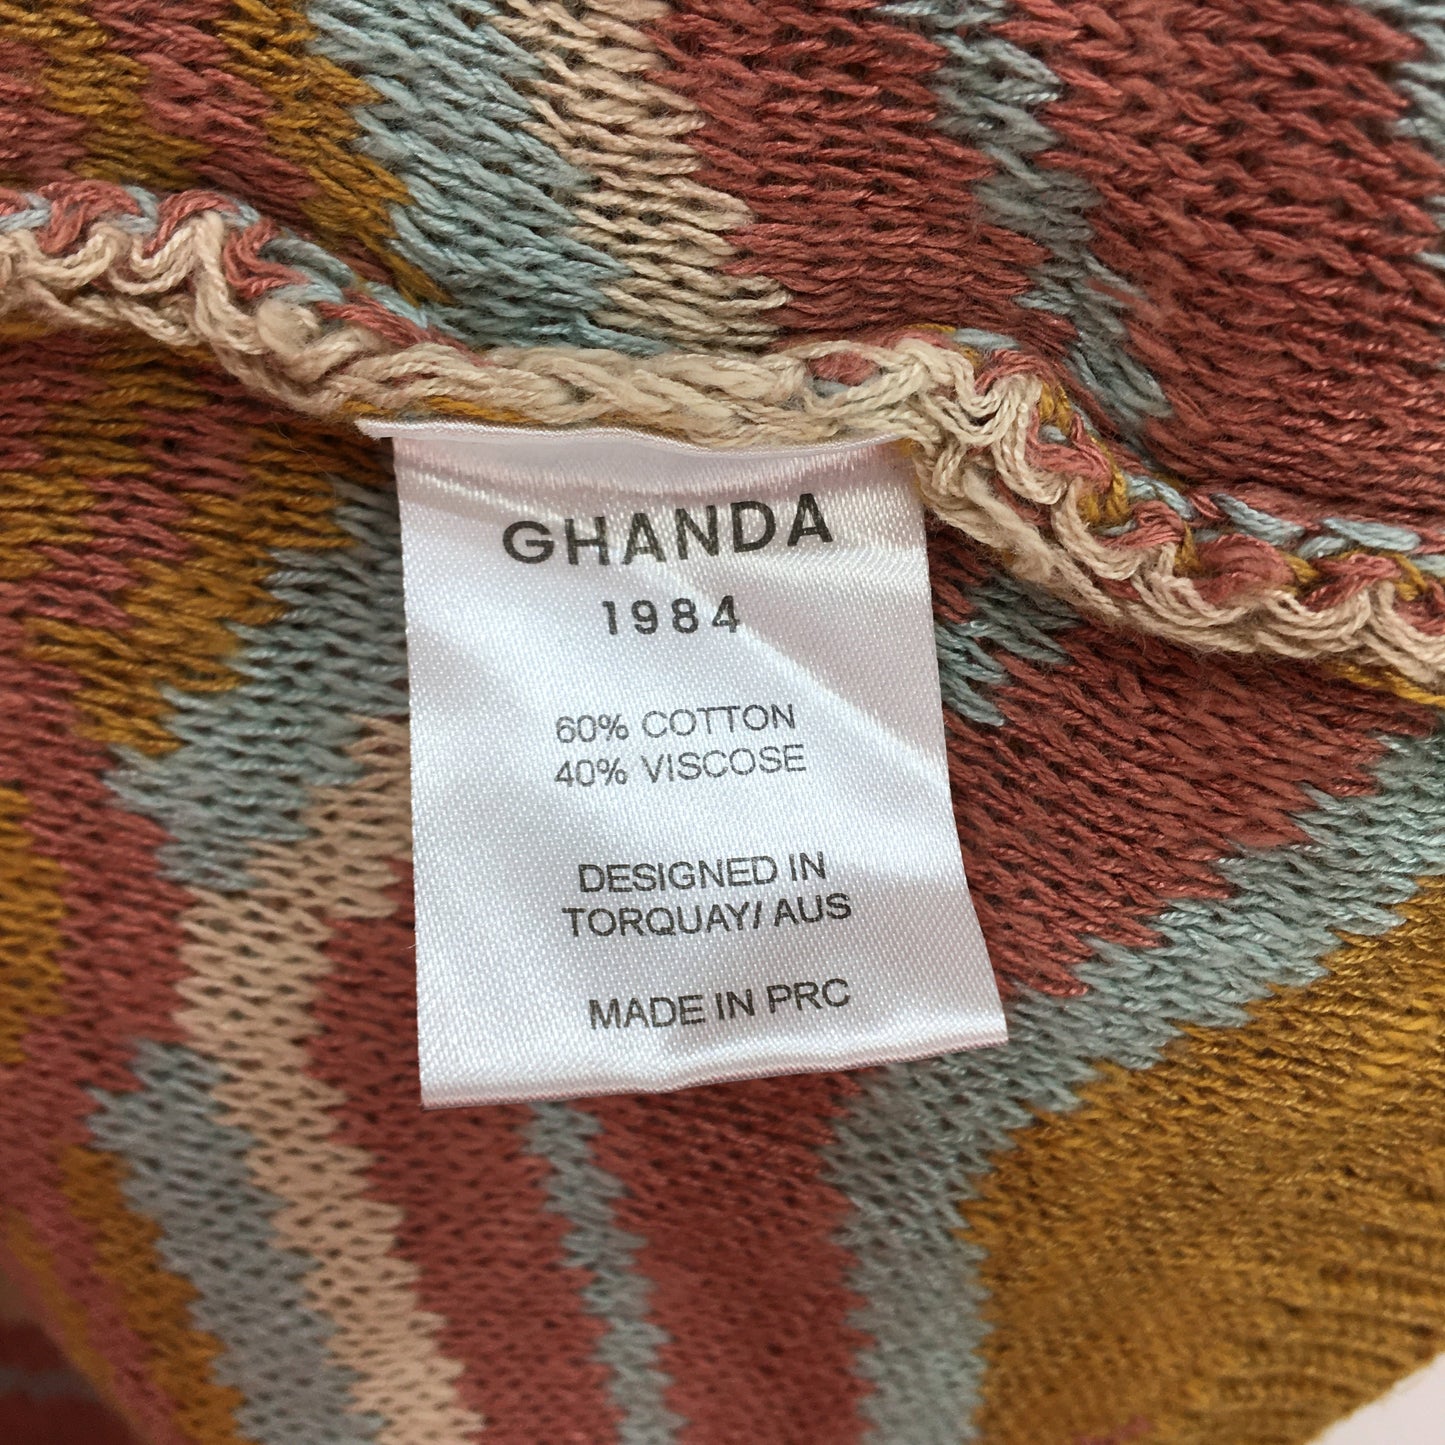 GHANDA
1984
60% COTTON
40% VISCOSE
DESIGNED IN
TORQUAY/ AUS
MADE IN PRC